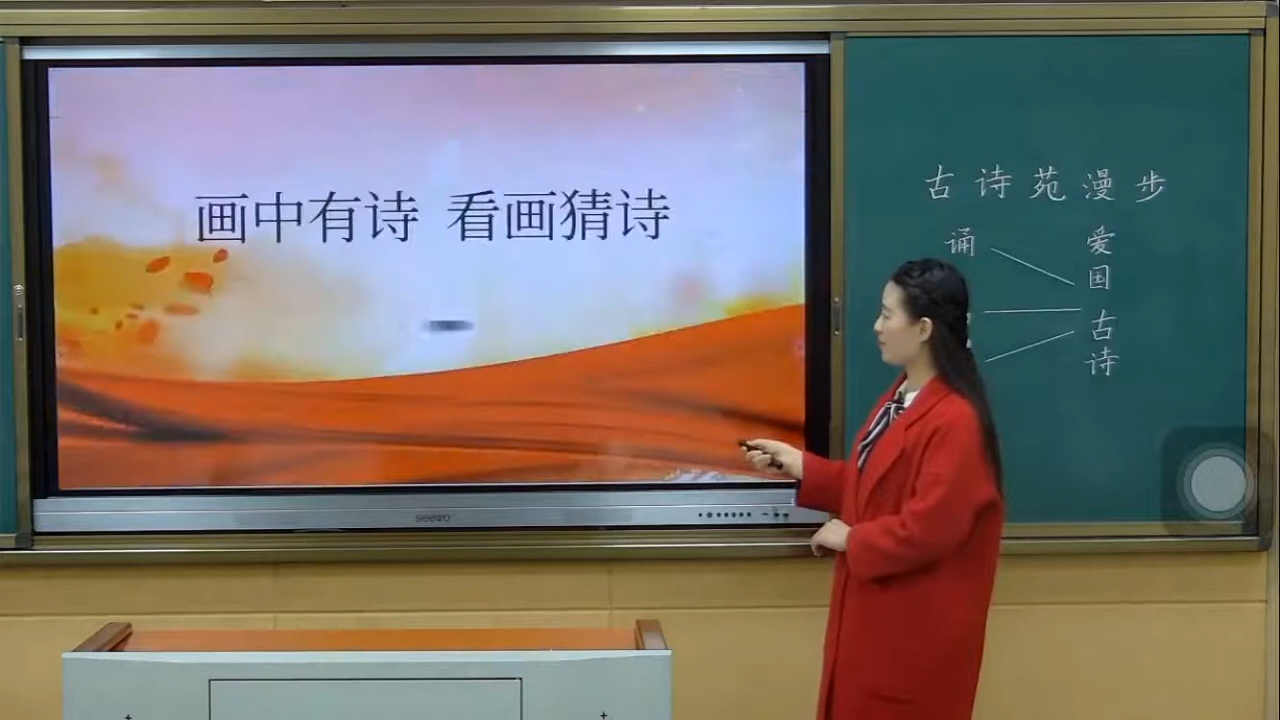 画中有诗 看画猜诗
seewo
古诗苑漫步
诵
爱国
古诗